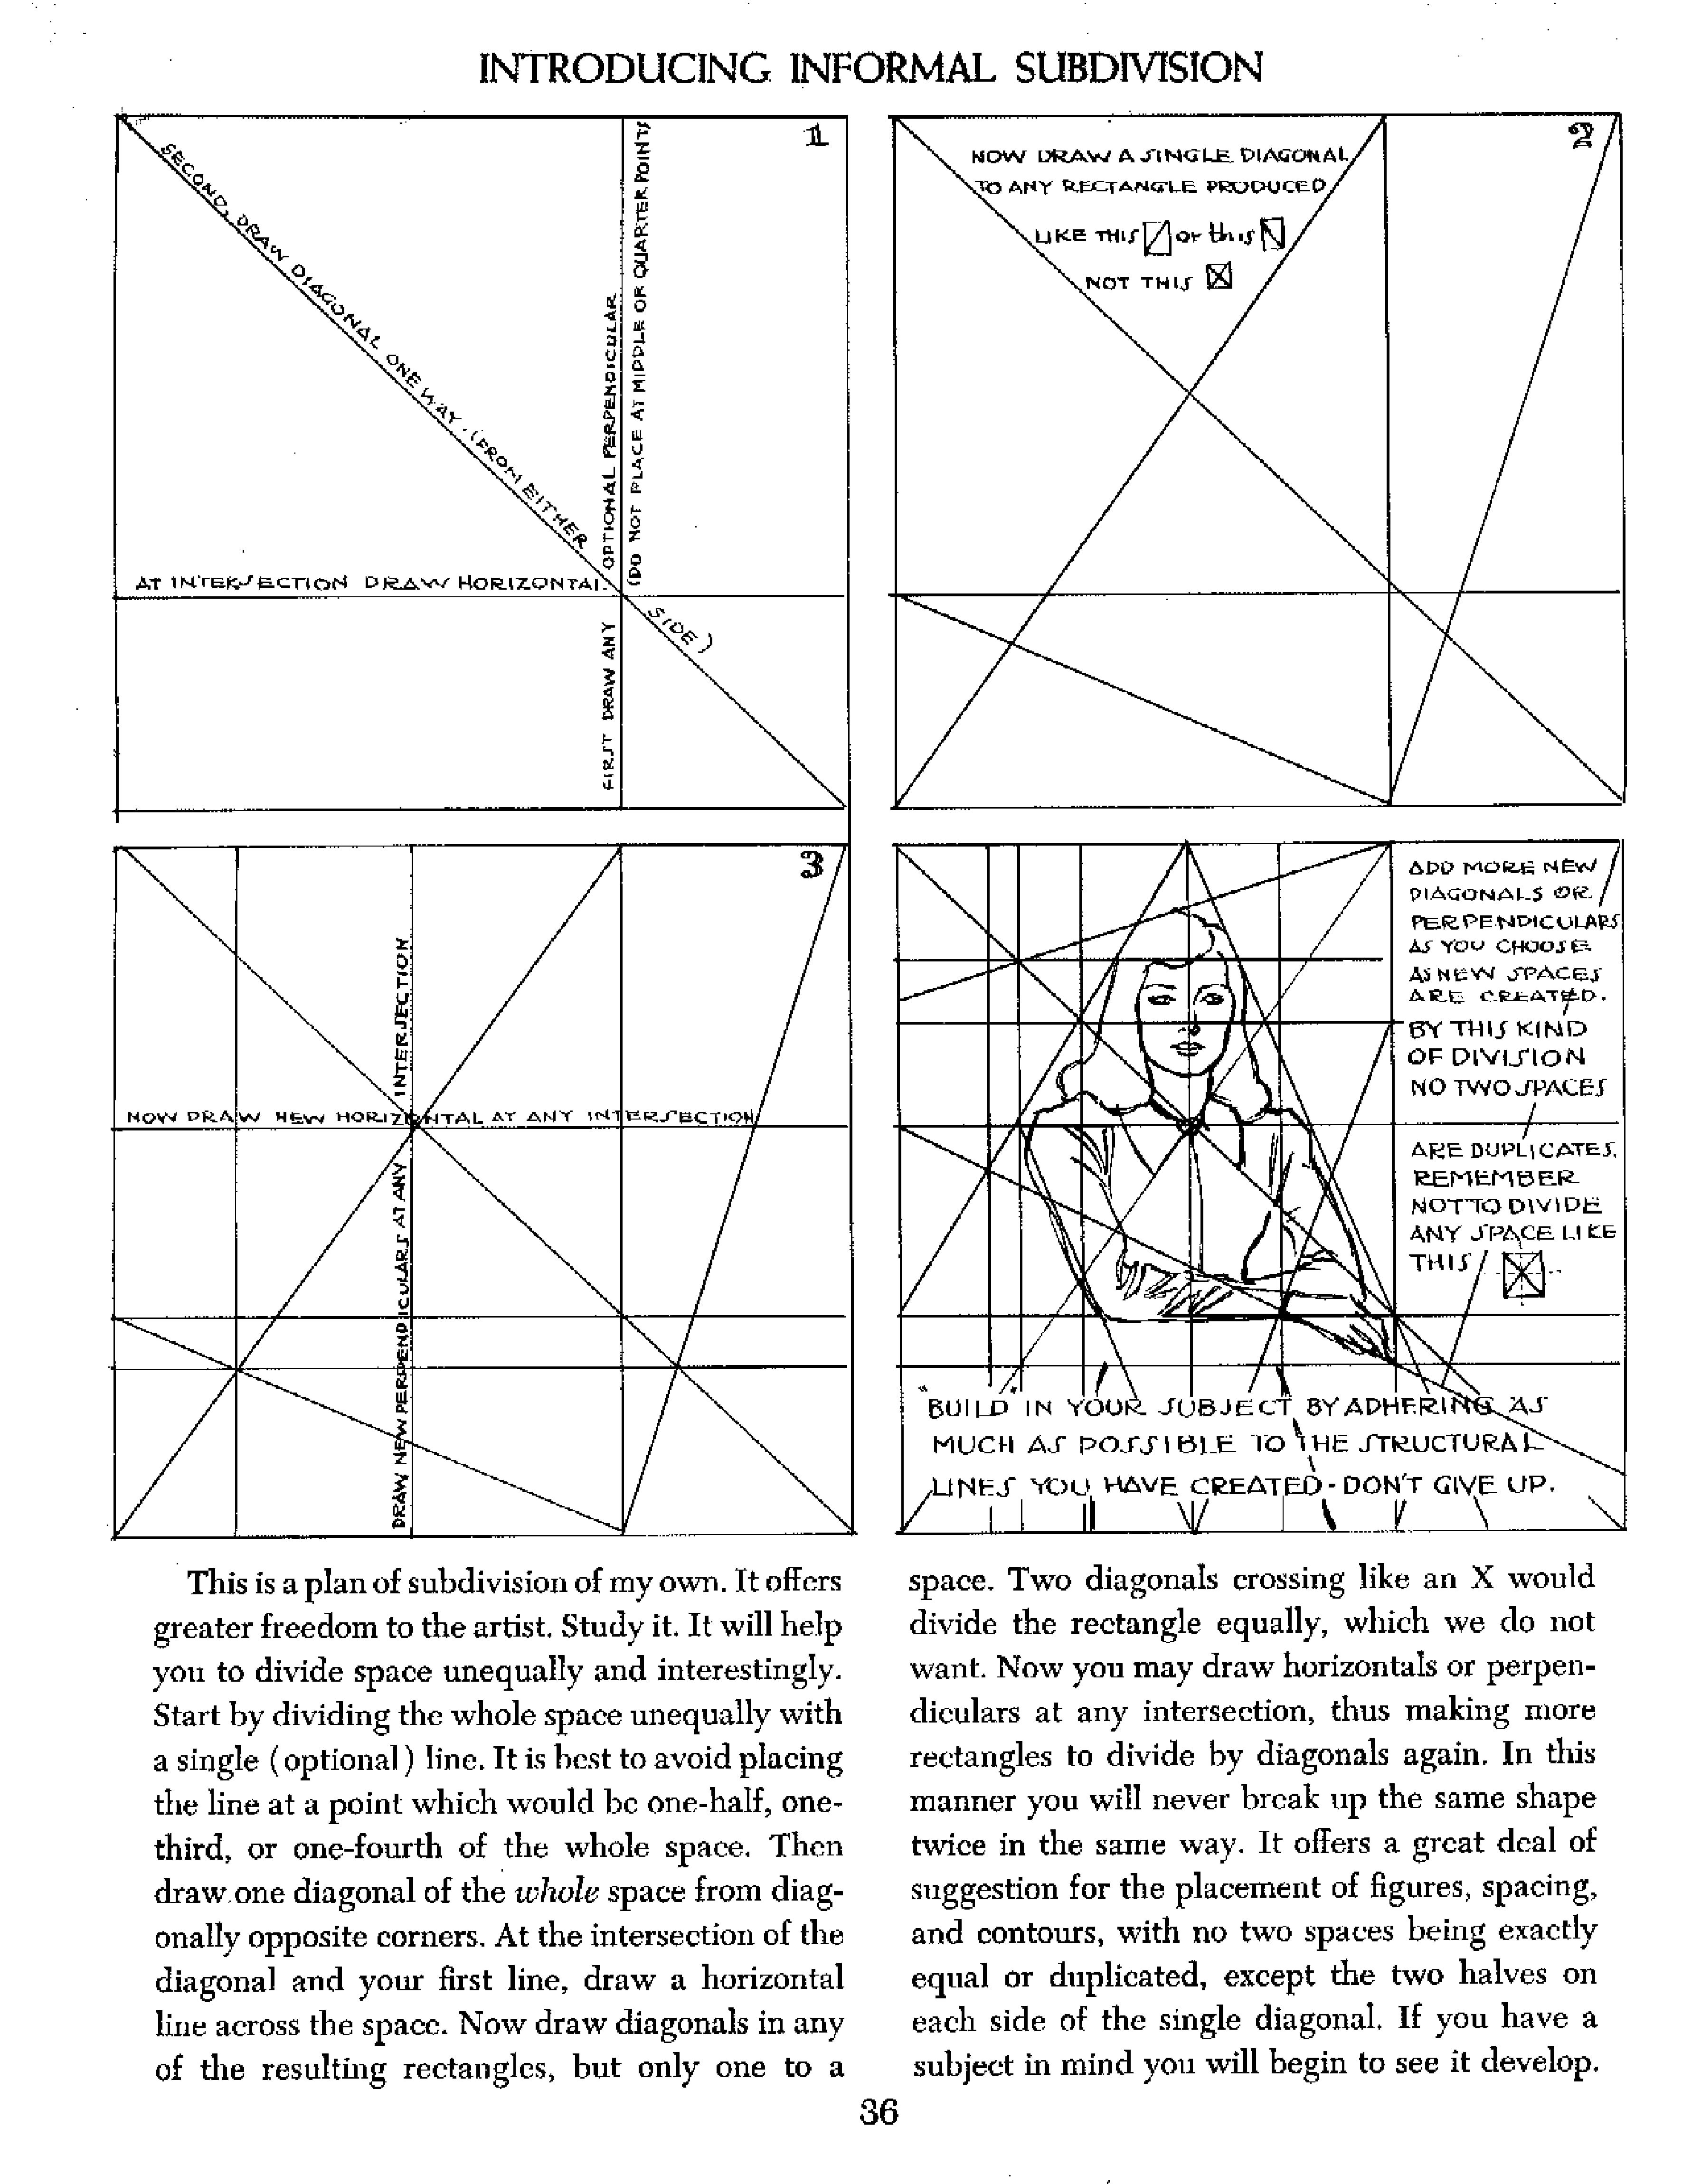 INTRODUCING INFORMAL SUBDIVISION
1
SECOND, DRAW DIAGONAL ONE WAY. (FROM EITHER SIDE)
FIRST DRAW ANY OPTIONAL PERPENDICULAR
(DO NOT PLACE AT MIDDLE OR QUARTER POINTS
AT INTERSECTION DRAW HORIZONTAL
2
NOW DRAW A SINGLE DIAGONAL
TO ANY RECTANGLE PRODUCED
LIKE THIS or this
NOT THIS
3
NOW DRAW NEW HORIZONTAL AT ANY INTERSECTION
DRAW NEW PERPENDICULARS AT ANY INTERSECTION
ADD MORE NEW
DIAGONALS OR
PERPENDICULARS
AS YOU CHOOSE
AS NEW SPACES
ARE CREATED.
BY THIS KIND
OF DIVISION
NO TWO SPACES
ARE DUPLICATES.
REMEMBER
NOT TO DIVIDE
ANY SPACE LIKE
THIS
"BUILD" IN YOUR SUBJECT BY ADHERING AS
MUCH AS POSSIBLE TO THE STRUCTURAL
LINES YOU HAVE CREATED - DON'T GIVE UP.
This is a plan of subdivision of my own. It offers
greater freedom to the artist. Study it. It will help
you to divide space unequally and interestingly.
Start by dividing the whole space unequally with
a single (optional) line. It is best to avoid placing
the line at a point which would be one-half, one-
third, or one-fourth of the whole space. Then
draw one diagonal of the whole space from diag-
onally opposite corners. At the intersection of the
diagonal and your first line, draw a horizontal
line across the space. Now draw diagonals in any
of the resulting rectangles, but only one to a
space. Two diagonals crossing like an X would
divide the rectangle equally, which we do not
want. Now you may draw horizontals or perpen-
diculars at any intersection, thus making more
rectangles to divide by diagonals again. In this
manner you will never break up the same shape
twice in the same way. It offers a great deal of
suggestion for the placement of figures, spacing,
and contours, with no two spaces being exactly
equal or duplicated, except the two halves on
each side of the single diagonal. If you have a
subject in mind you will begin to see it develop.
36